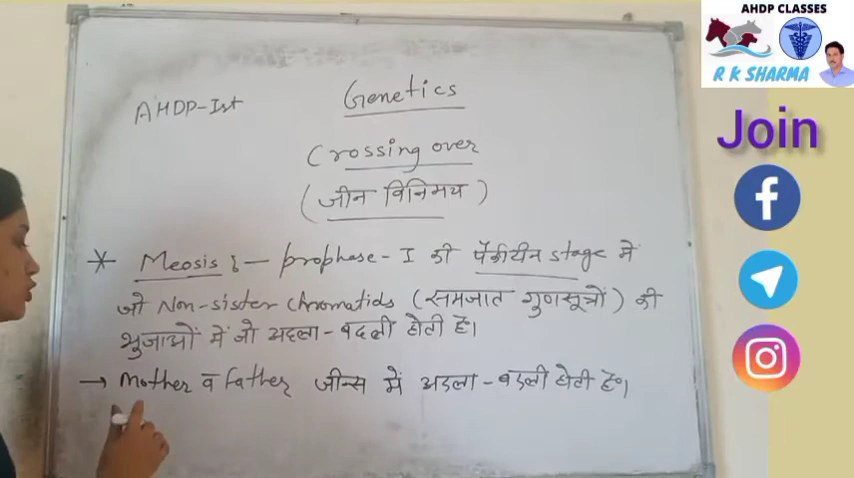 AHDP CLASSES
R K SHARMA
Join
AHDP-Ist
Genetics
Crossing over
(जीन विनिमय)
* Meosis :- prophase-I की पैकीटीन stage में
जो Non-sister Chromatids (समजात गुणसूत्रों) की
भुजाओं में जो अदला-बदली होती है।
→ Mother व Father जीन्स में अदला-बदली होती है।